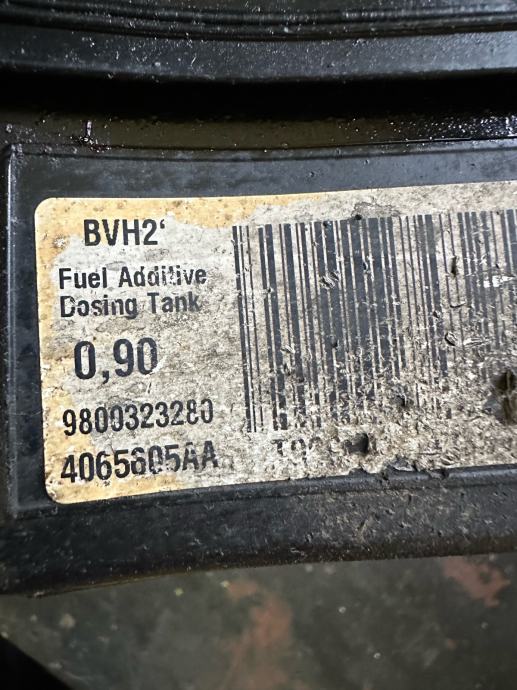 BVH2'
Fuel Additive
Dosing Tank
0,90
9800323280
4065605AA